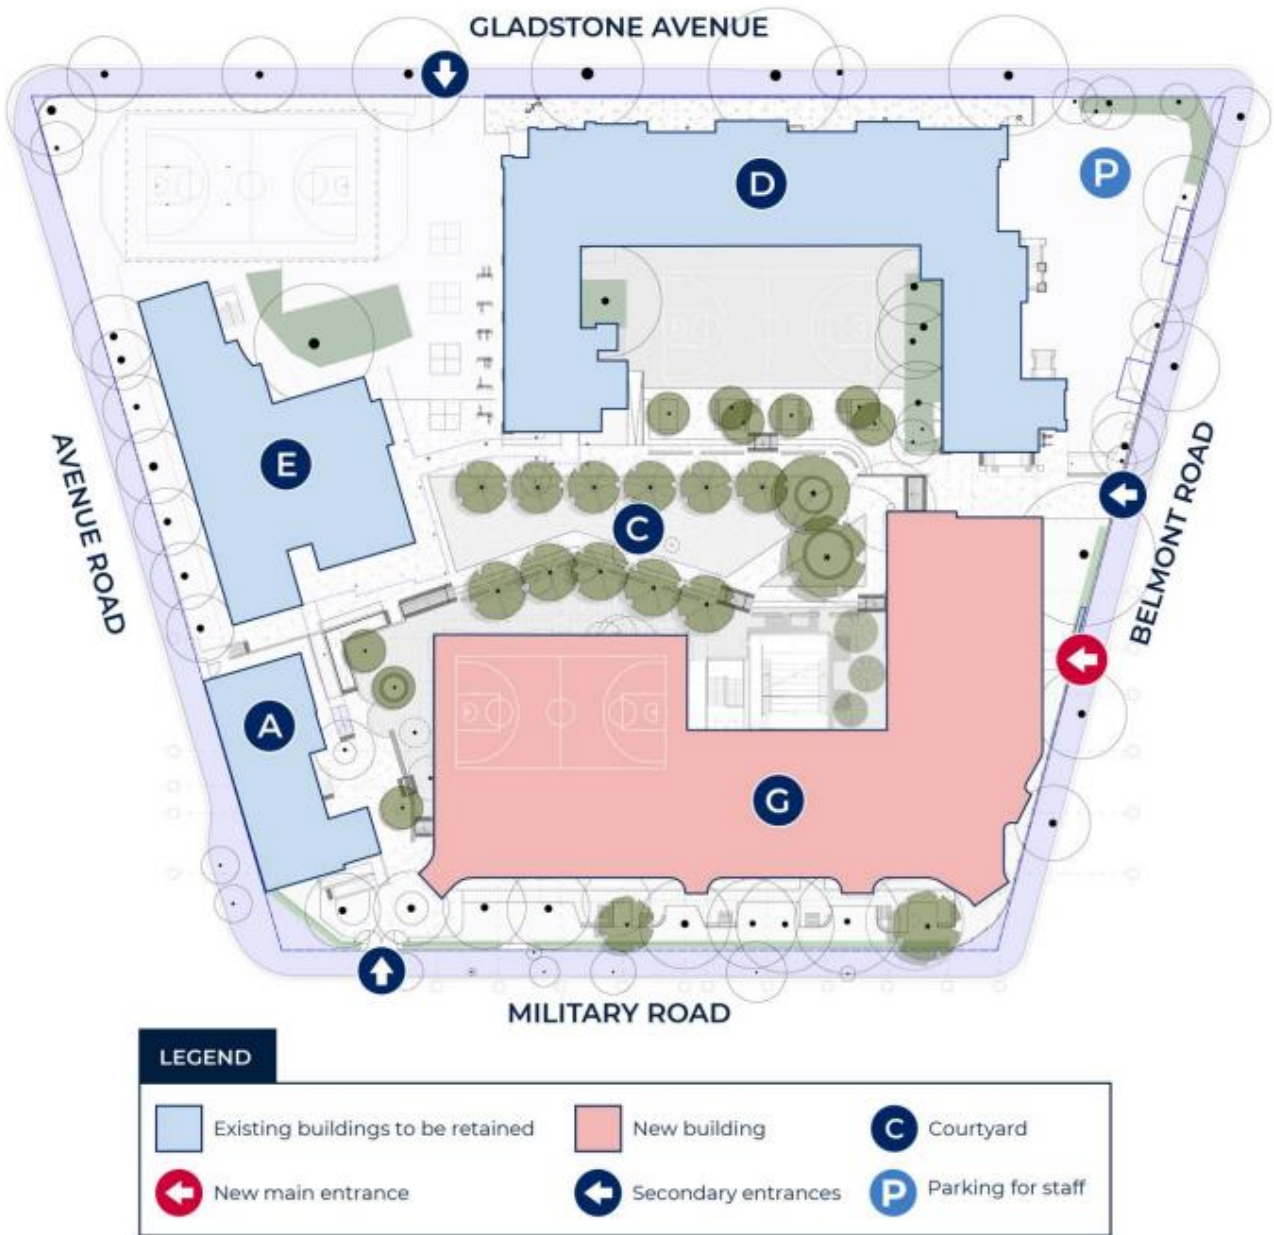 GLADSTONE AVENUE
D
P
E
AVENUE ROAD
C
BELMONT ROAD
A
G
MILITARY ROAD
LEGEND
Existing buildings to be retained
New building
C Courtyard
New main entrance
Secondary entrances
P Parking for staff